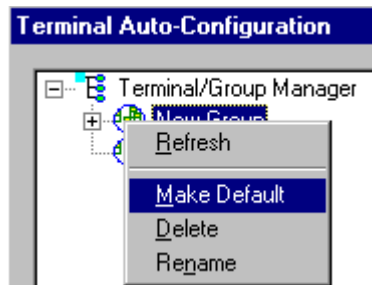 Terminal Auto-Configuration
Terminal/Group Manager
New Group
Refresh
Make Default
Delete
Rename